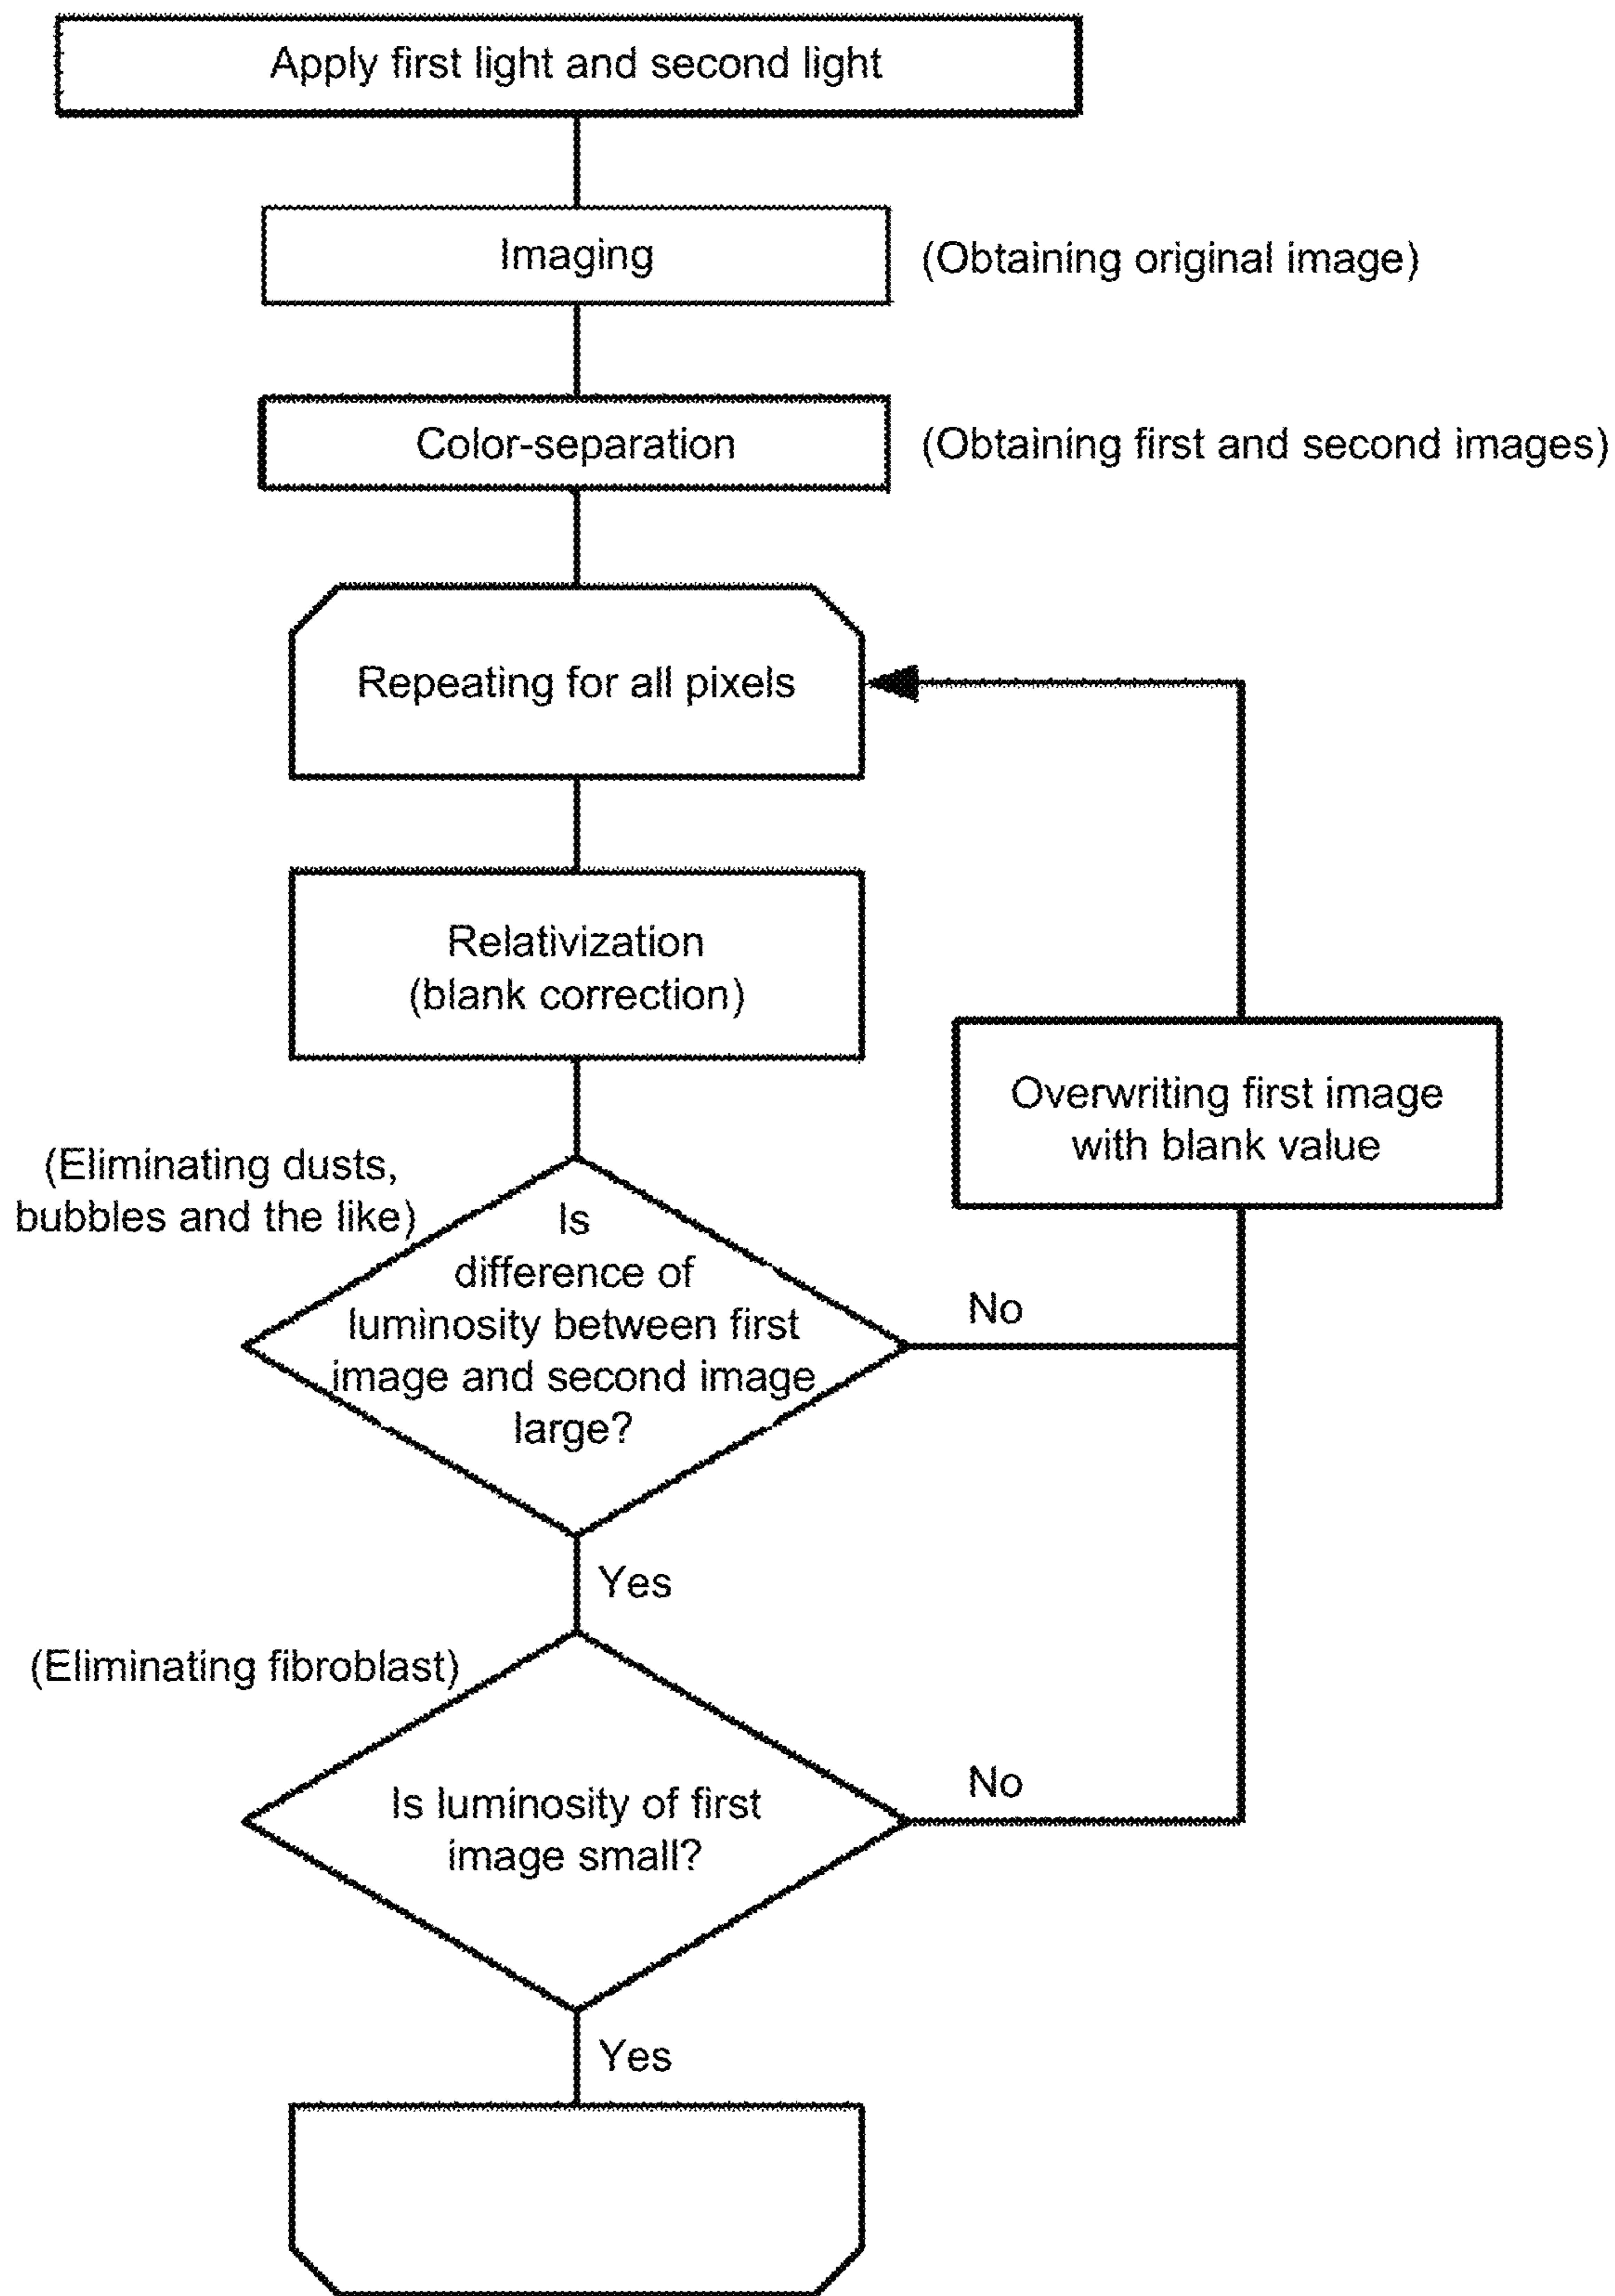 Apply first light and second light
Imaging
(Obtaining original image)
Color-separation
(Obtaining first and second images)
Repeating for all pixels
Relativization
(blank correction)
Overwriting first image
with blank value
(Eliminating dusts,
bubbles and the like)
Is
difference of
luminosity between first
image and second image
large?
No
Yes
(Eliminating fibroblast)
Is luminosity of first
image small?
No
Yes